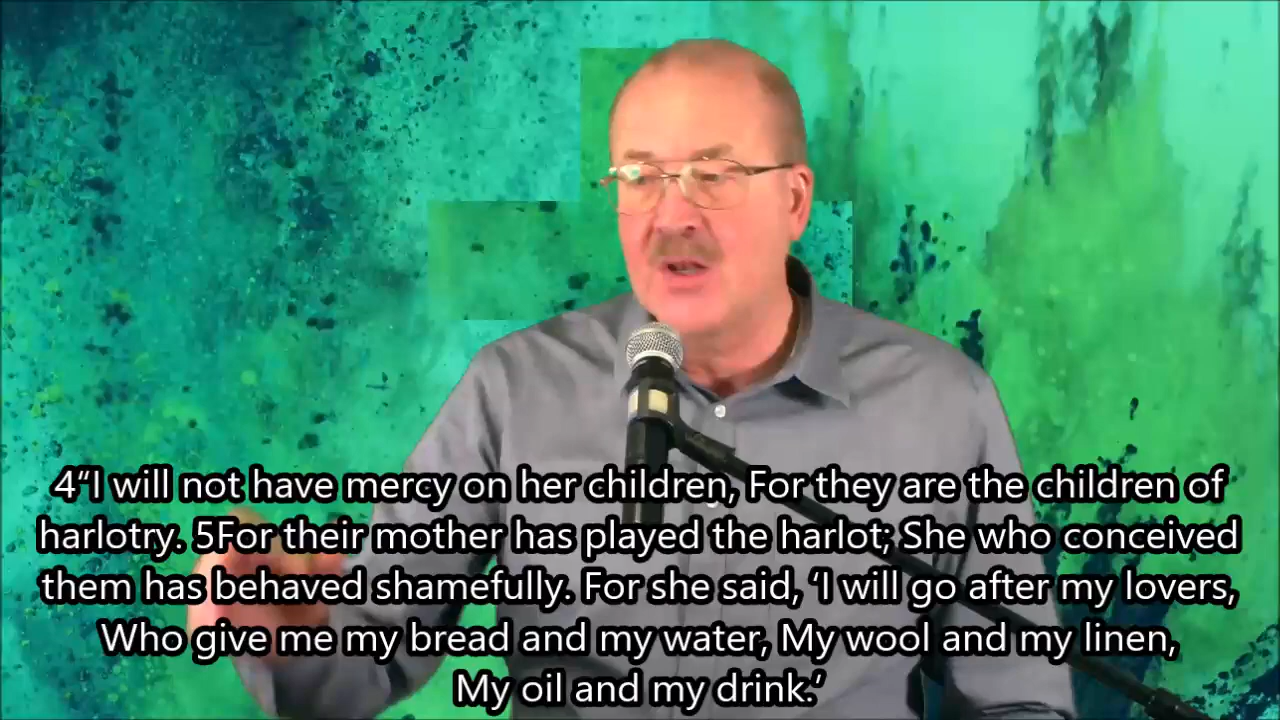 4“I will not have mercy on her children, For they are the children of
harlotry. 5For their mother has played the harlot; She who conceived
them has behaved shamefully. For she said, ‘I will go after my lovers,
Who give me my bread and my water, My wool and my linen,
My oil and my drink.’